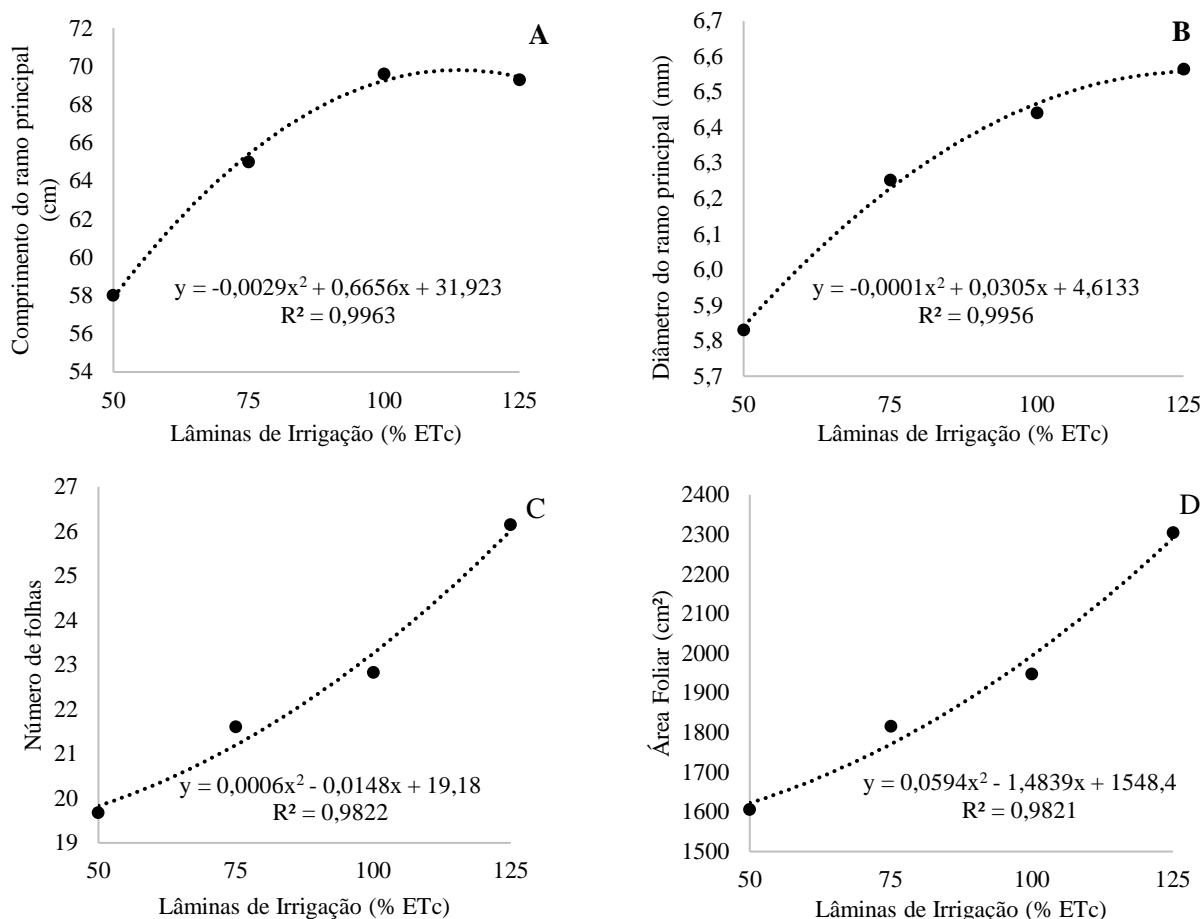 A
Comprimento do ramo principal
(cm)
72
70
68
66
64
62
60
58
56
54
y = -0,0029x² + 0,6656x + 31,923
R² = 0,9963
50 75 100 125
Lâminas de Irrigação (% ETc)
B
Diâmetro do ramo principal (mm)
6,7
6,6
6,5
6,4
6,3
6,2
6,1
6,0
5,9
5,8
5,7
y = -0,0001x² + 0,0305x + 4,6133
R² = 0,9956
50 75 100 125
Lâminas de Irrigação (% ETc)
C
Número de folhas
27
26
25
24
23
22
21
20
19
y = 0,0006x² - 0,0148x + 19,18
R² = 0,9822
50 75 100 125
Lâminas de Irrigação (% ETc)
D
Área Foliar (cm²)
2400
2300
2200
2100
2000
1900
1800
1700
1600
1500
y = 0,0594x² - 1,4839x + 1548,4
R² = 0,9821
50 75 100 125
Lâminas de Irrigação (% ETc)